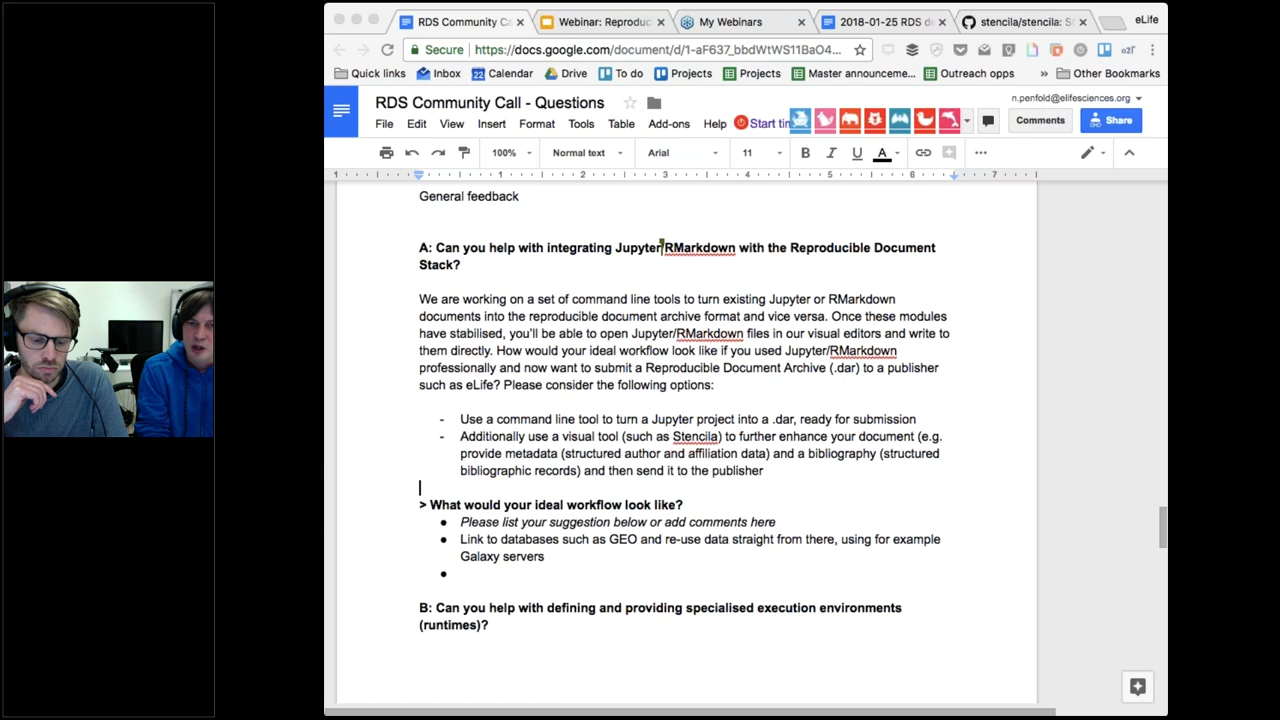 RDS Community C
Webinar: Reproduc
My Webinars
2018-01-25 RDS d
stencila/stencila: S
eLife
Secure
https://docs.google.com/document/d/1-aF637_bbdWtWS11BaO4...
Quick links
Inbox
22 Calendar
Drive
To do
Projects
Projects
Master announceme...
Outreach opps
»
Other Bookmarks
RDS Community Call - Questions
n.penfold@elifesciences.org
File Edit View Insert Format Tools Table Add-ons Help
Start tim
Comments
Share
100% Normal text Arial 11 B I U A
1 1 2 3 4 5 6 7
General feedback
A: Can you help with integrating Jupyter/RMarkdown with the Reproducible Document
Stack?
We are working on a set of command line tools to turn existing Jupyter or RMarkdown
documents into the reproducible document archive format and vice versa. Once these modules
have stabilised, you'll be able to open Jupyter/RMarkdown files in our visual editors and write to
them directly. How would your ideal workflow look like if you used Jupyter/RMarkdown
professionally and now want to submit a Reproducible Document Archive (.dar) to a publisher
such as eLife? Please consider the following options:
- Use a command line tool to turn a Jupyter project into a .dar, ready for submission
- Additionally use a visual tool (such as Stencila) to further enhance your document (e.g.
provide metadata (structured author and affiliation data) and a bibliography (structured
bibliographic records) and then send it to the publisher
> What would your ideal workflow look like?
● Please list your suggestion below or add comments here
● Link to databases such as GEO and re-use data straight from there, using for example
Galaxy servers
●
B: Can you help with defining and providing specialised execution environments
(runtimes)?